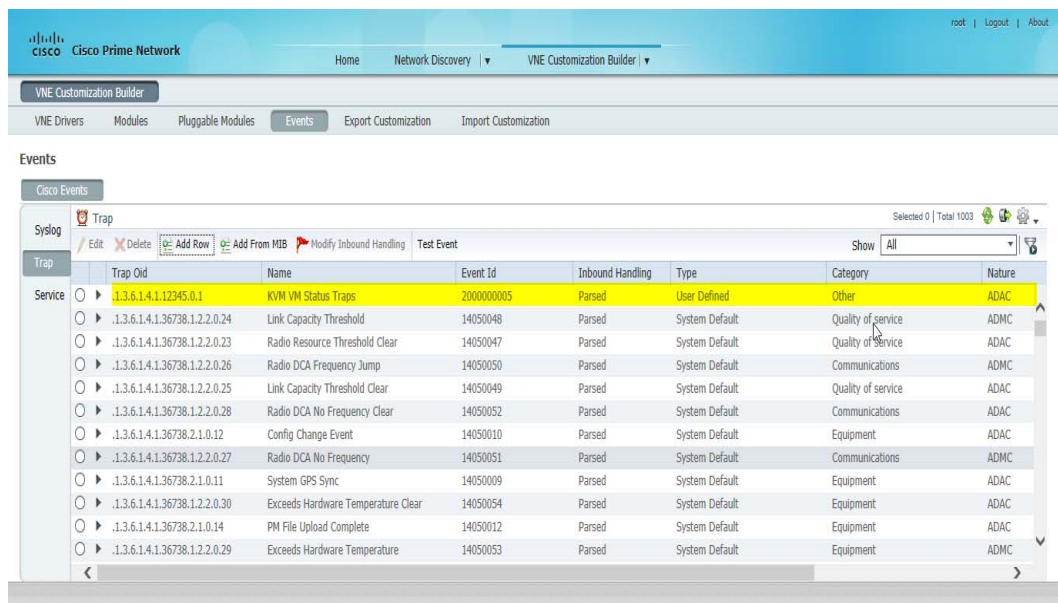 root | Logout | About
CISCO Cisco Prime Network
Home Network Discovery VNE Customization Builder
VNE Customization Builder
VNE Drivers Modules Pluggable Modules Events Export Customization Import Customization
Events
Cisco Events
Syslog
Trap
Service
Trap
Selected 0 | Total 1003
Edit Delete Add Row Add From MIB Modify Inbound Handling Test Event
Show All
Trap Oid Name Event Id Inbound Handling Type Category Nature
.1.3.6.1.4.1.12345.0.1 KVM VM Status Traps 2000000005 Parsed User Defined Other ADAC
.1.3.6.1.4.1.36738.1.2.2.0.24 Link Capacity Threshold 14050048 Parsed System Default Quality of service ADMC
.1.3.6.1.4.1.36738.1.2.2.0.23 Radio Resource Threshold Clear 14050047 Parsed System Default Quality of service ADAC
.1.3.6.1.4.1.36738.1.2.2.0.26 Radio DCA Frequency Jump 14050050 Parsed System Default Communications ADMC
.1.3.6.1.4.1.36738.1.2.2.0.25 Link Capacity Threshold Clear 14050049 Parsed System Default Quality of service ADAC
.1.3.6.1.4.1.36738.1.2.2.0.28 Radio DCA No Frequency Clear 14050052 Parsed System Default Communications ADAC
.1.3.6.1.4.1.36738.2.1.0.12 Config Change Event 14050010 Parsed System Default Equipment ADAC
.1.3.6.1.4.1.36738.1.2.2.0.27 Radio DCA No Frequency 14050051 Parsed System Default Communications ADMC
.1.3.6.1.4.1.36738.2.1.0.11 System GPS Sync 14050009 Parsed System Default Equipment ADAC
.1.3.6.1.4.1.36738.1.2.2.0.30 Exceeds Hardware Temperature Clear 14050054 Parsed System Default Equipment ADAC
.1.3.6.1.4.1.36738.2.1.0.14 PM File Upload Complete 14050012 Parsed System Default Equipment ADAC
.1.3.6.1.4.1.36738.1.2.2.0.29 Exceeds Hardware Temperature 14050053 Parsed System Default Equipment ADMC